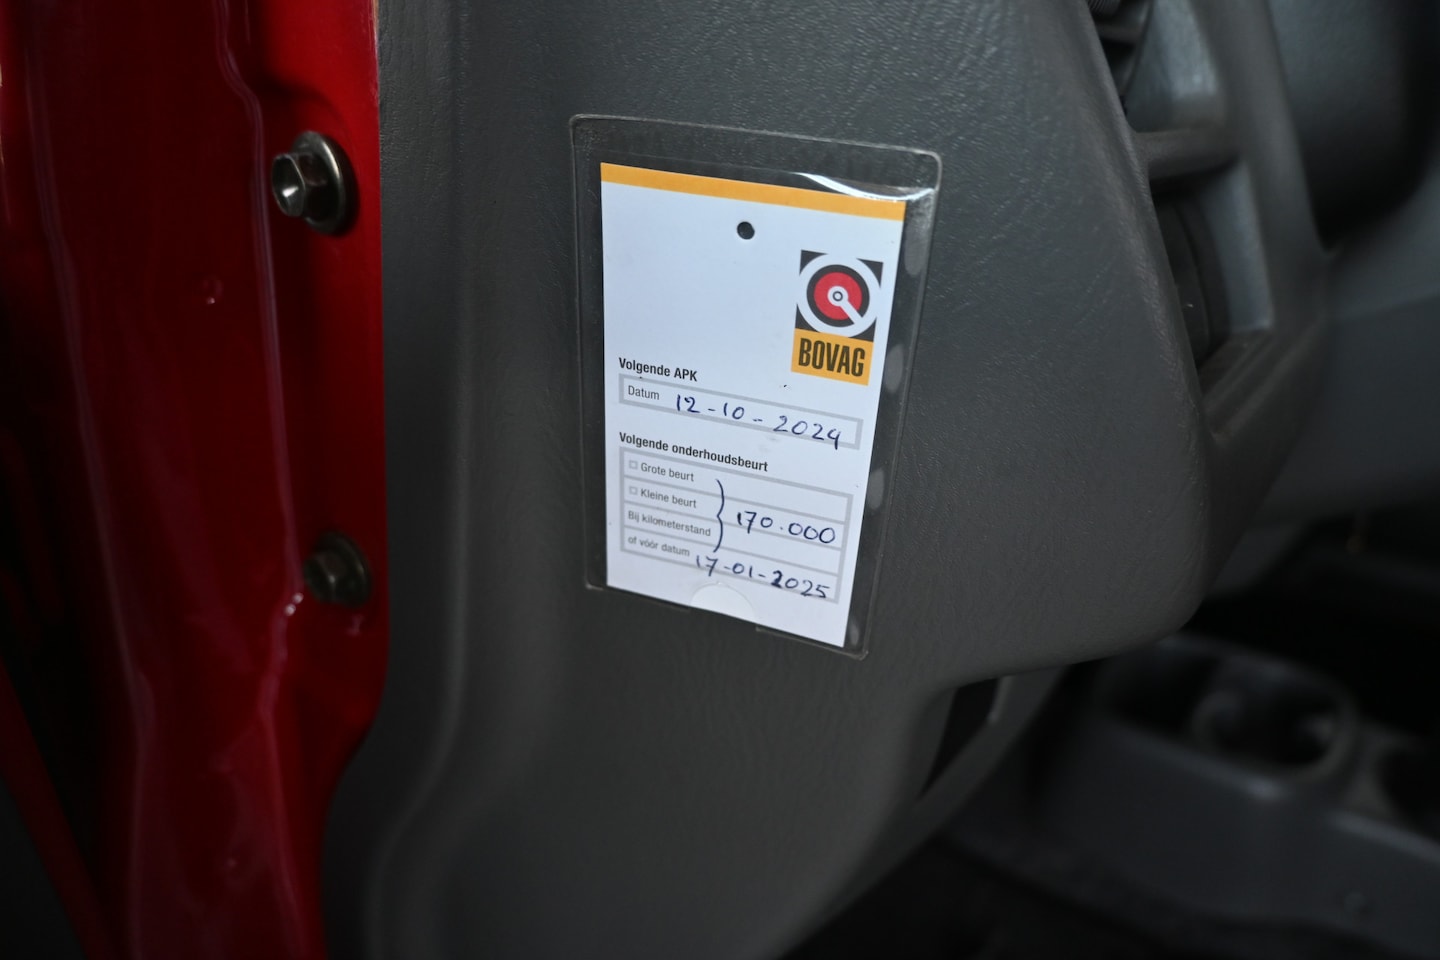 BOVAG
Volgende APK
Datum 12-10-2024
Volgende onderhoudsbeurt
Grote beurt
Kleine beurt
Bij kilometerstand 170.000
of vóór datum 17-01-2025